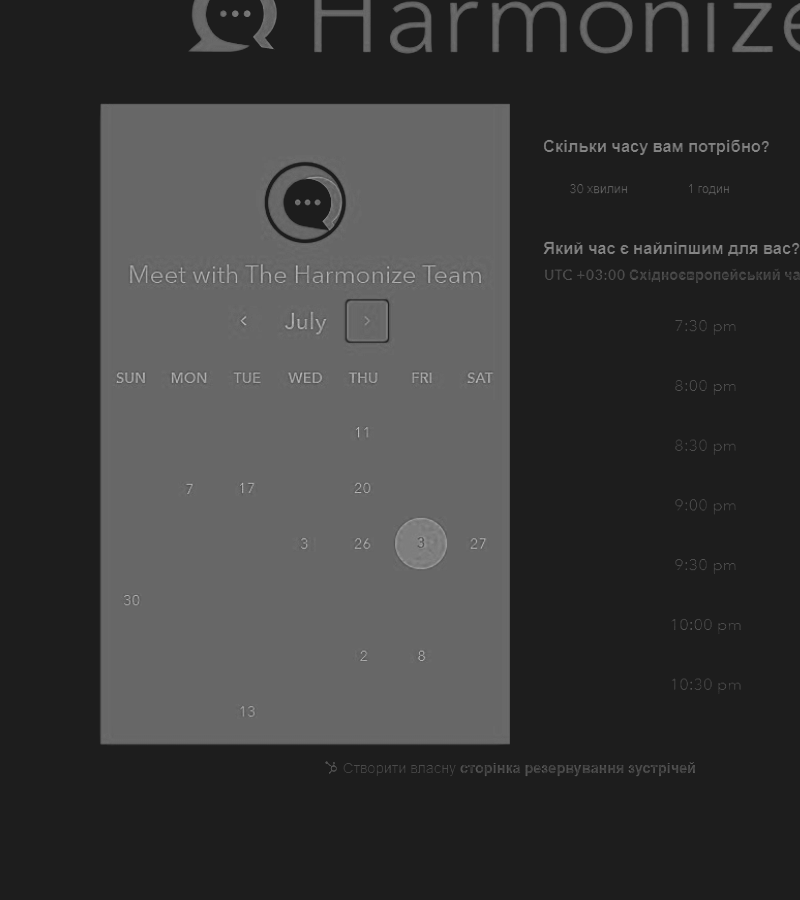 Harmonize
Meet with The Harmonize Team
July
SUN MON TUE WED THU FRI SAT
11
7 17 20
3 26 3 27
30
2 8
13
Скільки часу вам потрібно?
30 хвилин 1 годин
Який час є найліпшим для вас?
UTC +03:00 Східноєвропейський ча
7:30 pm
8:00 pm
8:30 pm
9:00 pm
9:30 pm
10:00 pm
10:30 pm
Створити власну сторінка резервування зустрічей